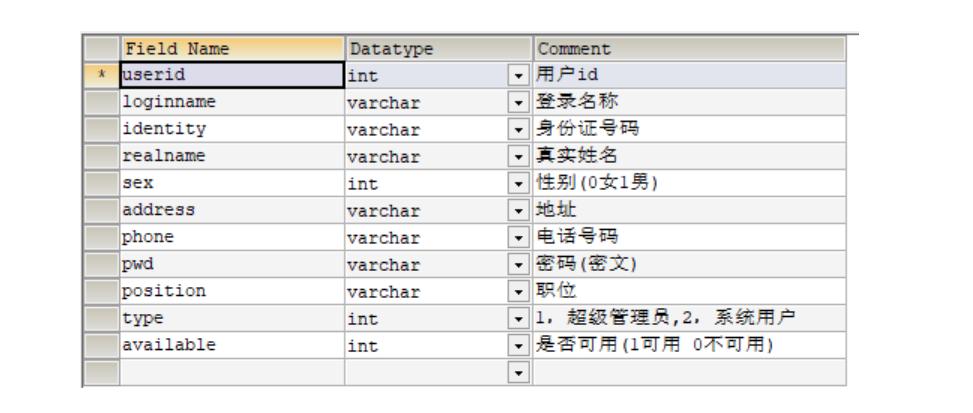 Field Name Datatype Comment
* userid int 用户id
loginname varchar 登录名称
identity varchar 身份证号码
realname varchar 真实姓名
sex int 性别(0女1男)
address varchar 地址
phone varchar 电话号码
pwd varchar 密码(密文)
position varchar 职位
type int 1，超级管理员,2，系统用户
available int 是否可用(1可用 0不可用)